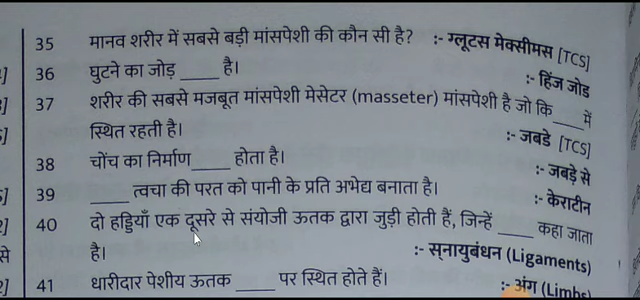 35 मानव शरीर में सबसे बड़ी मांसपेशी की कौन सी है? :- ग्लूटस मेक्सीमस [TCS]
36 घुटने का जोड़ ____ है। :- हिंज जोड
37 शरीर की सबसे मजबूत मांसपेशी मेसेटर (masseter) मांसपेशी है जो कि ____ में
स्थित रहती है। :- जबडे [TCS]
38 चोंच का निर्माण ____ होता है। :- जबड़े से
39 ____ त्वचा की परत को पानी के प्रति अभेद्य बनाता है। :- केराटीन
40 दो हड्डियाँ एक दूसरे से संयोजी ऊतक द्वारा जुड़ी होती हैं, जिन्हें ____ कहा जाता
है। :- स्नायुबंधन (Ligaments)
41 धारीदार पेशीय ऊतक ____ पर स्थित होते हैं। :- अंग (Limbs)